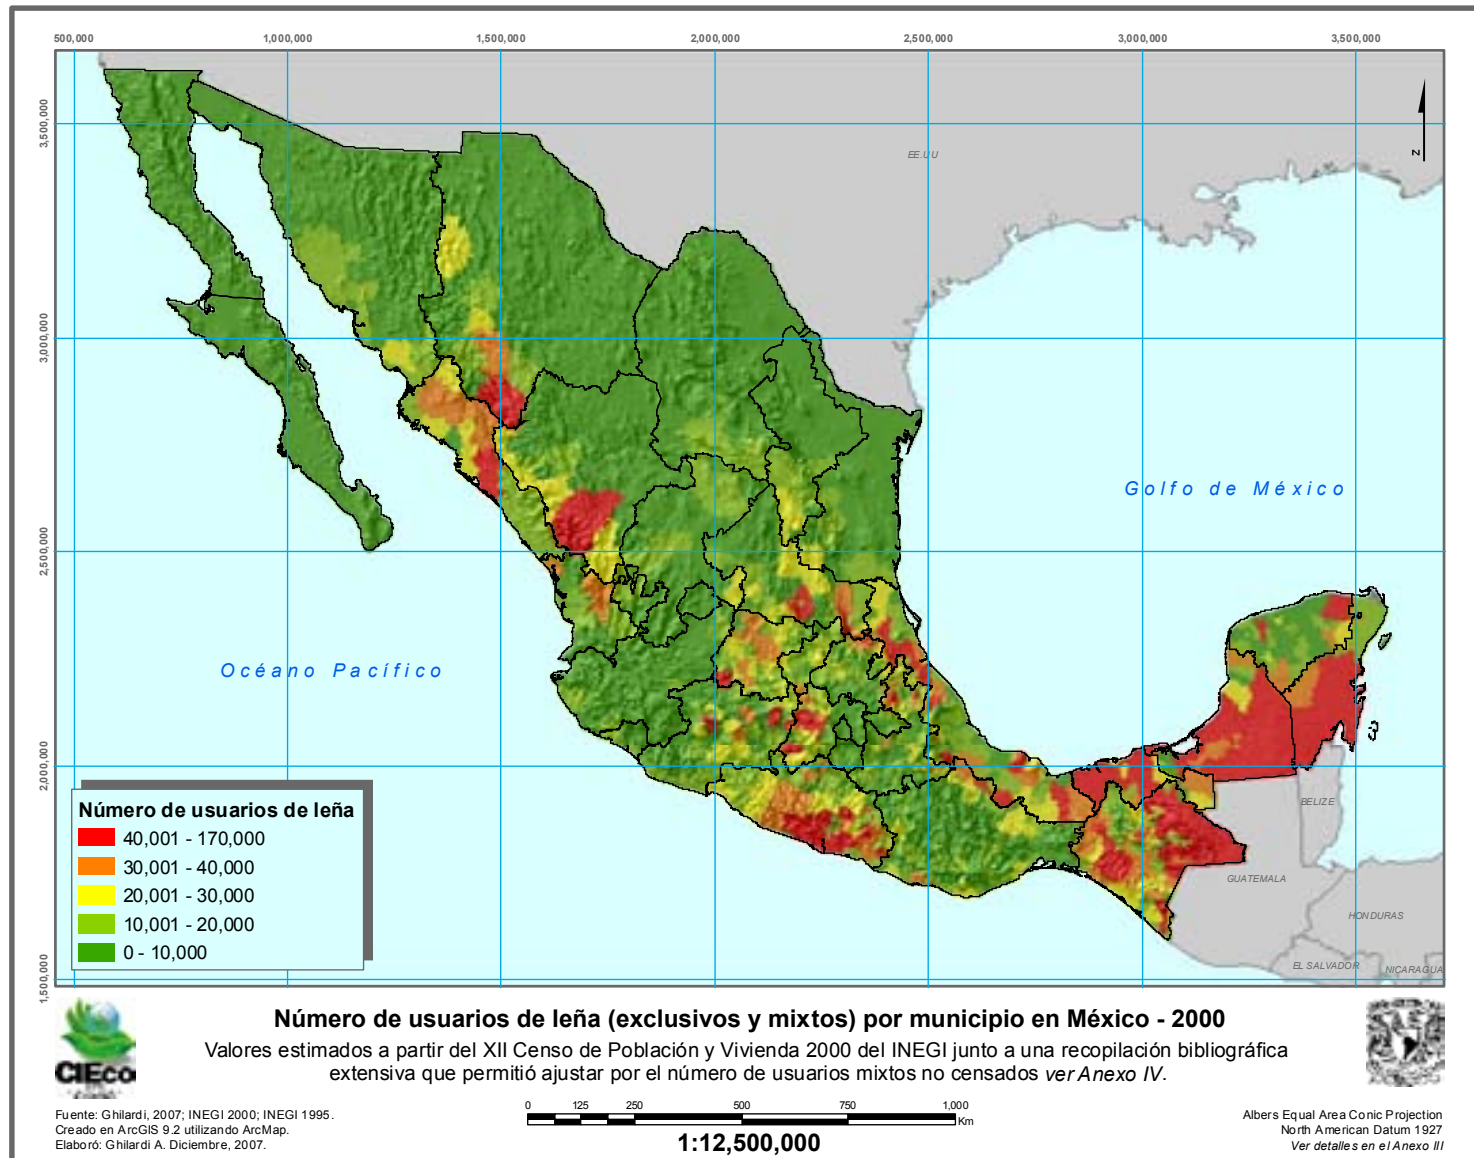 500,000
1,000,000
1,500,000
2,000,000
2,500,000
3,000,000
3,500,000
3,500,000
3,000,000
2,500,000
2,000,000
1,500,000
EE.UU
N
Golfo de México
Océano Pacífico
BELIZE
GUATEMALA
HONDURAS
EL SALVADOR
NICARAGUA
Número de usuarios de leña
40,001 - 170,000
30,001 - 40,000
20,001 - 30,000
10,001 - 20,000
0 - 10,000
CIEco
Número de usuarios de leña (exclusivos y mixtos) por municipio en México - 2000
Valores estimados a partir del XII Censo de Población y Vivienda 2000 del INEGI junto a una recopilación bibliográfica
extensiva que permitió ajustar por el número de usuarios mixtos no censados ver Anexo IV.
Fuente: Ghilardi, 2007; INEGI 2000; INEGI 1995.
Creado en ArcGIS 9.2 utilizando ArcMap.
Elaboró: Ghilardi A. Diciembre, 2007.
0 125 250 500 750 1,000
Km
1:12,500,000
Albers Equal Area Conic Projection
North American Datum 1927
Ver detalles en el Anexo III